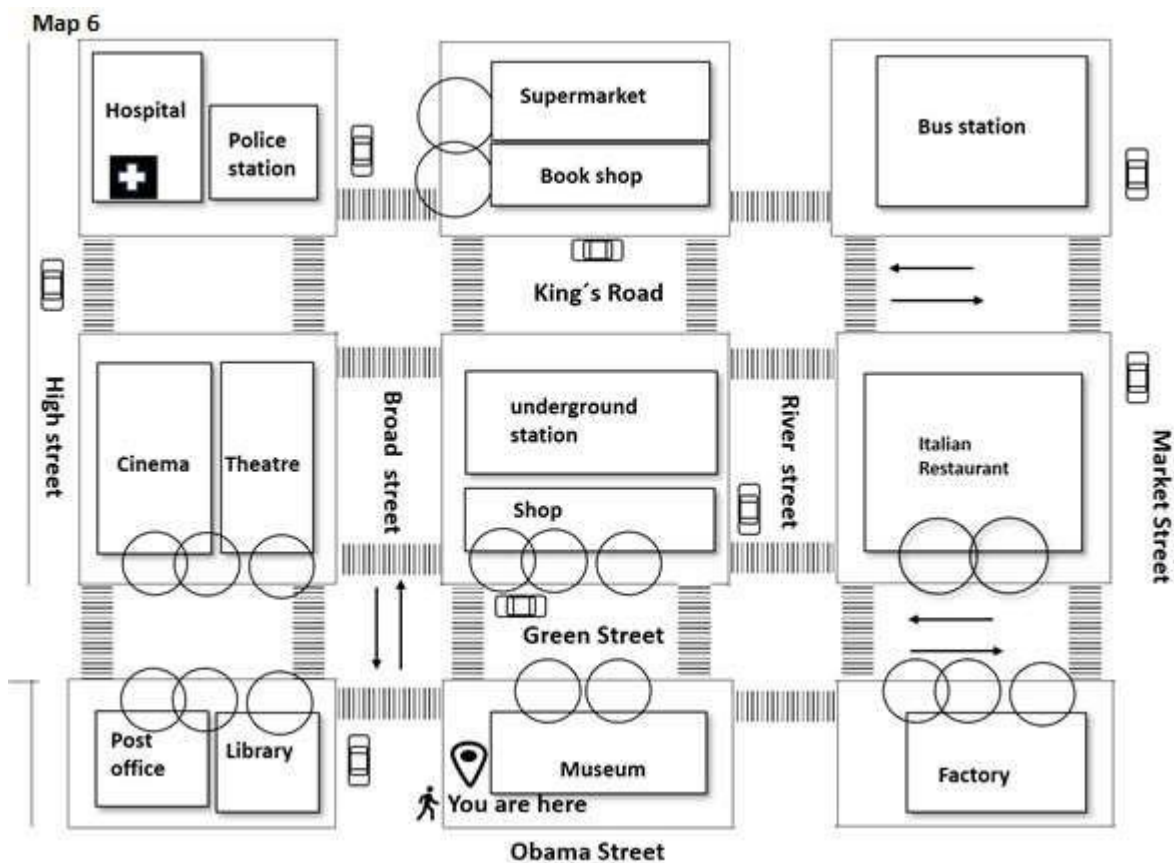 Map 6
Hospital
Police
station
Supermarket
Book shop
Bus station
King´s Road
High street
Cinema
Theatre
Broad street
underground
station
Shop
River street
Italian
Restaurant
Market Street
Green Street
Post
office
Library
Museum
You are here
Factory
Obama Street